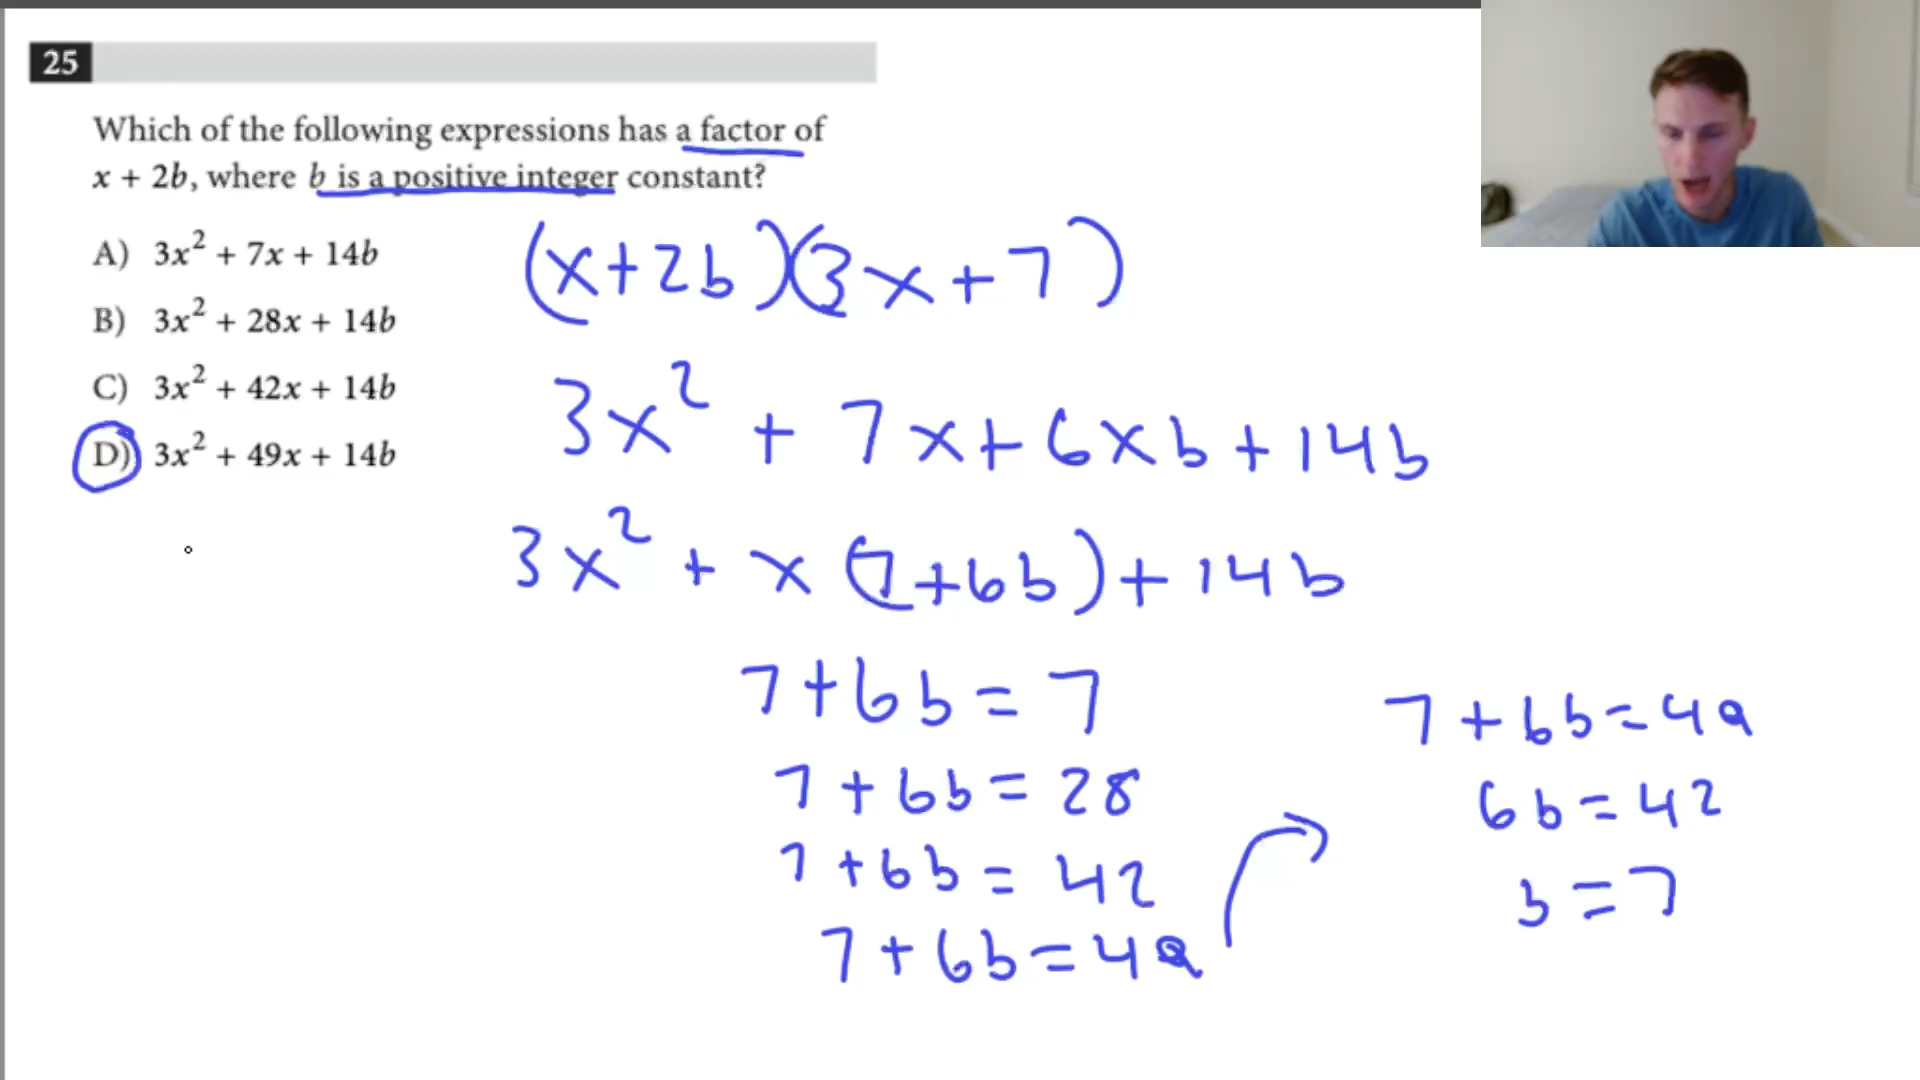 25
Which of the following expressions has a factor of
x + 2b, where b is a positive integer constant?
A) 3x² + 7x + 14b
B) 3x² + 28x + 14b
C) 3x² + 42x + 14b
D) 3x² + 49x + 14b
(x+2b)(3x+7)
3x² + 7x+6xb+14b
3x² + x(7+6b)+14b
7+6b=7
7+6b=28
7+6b=42
7+6b=49
7+6b=49
6b=42
b=7